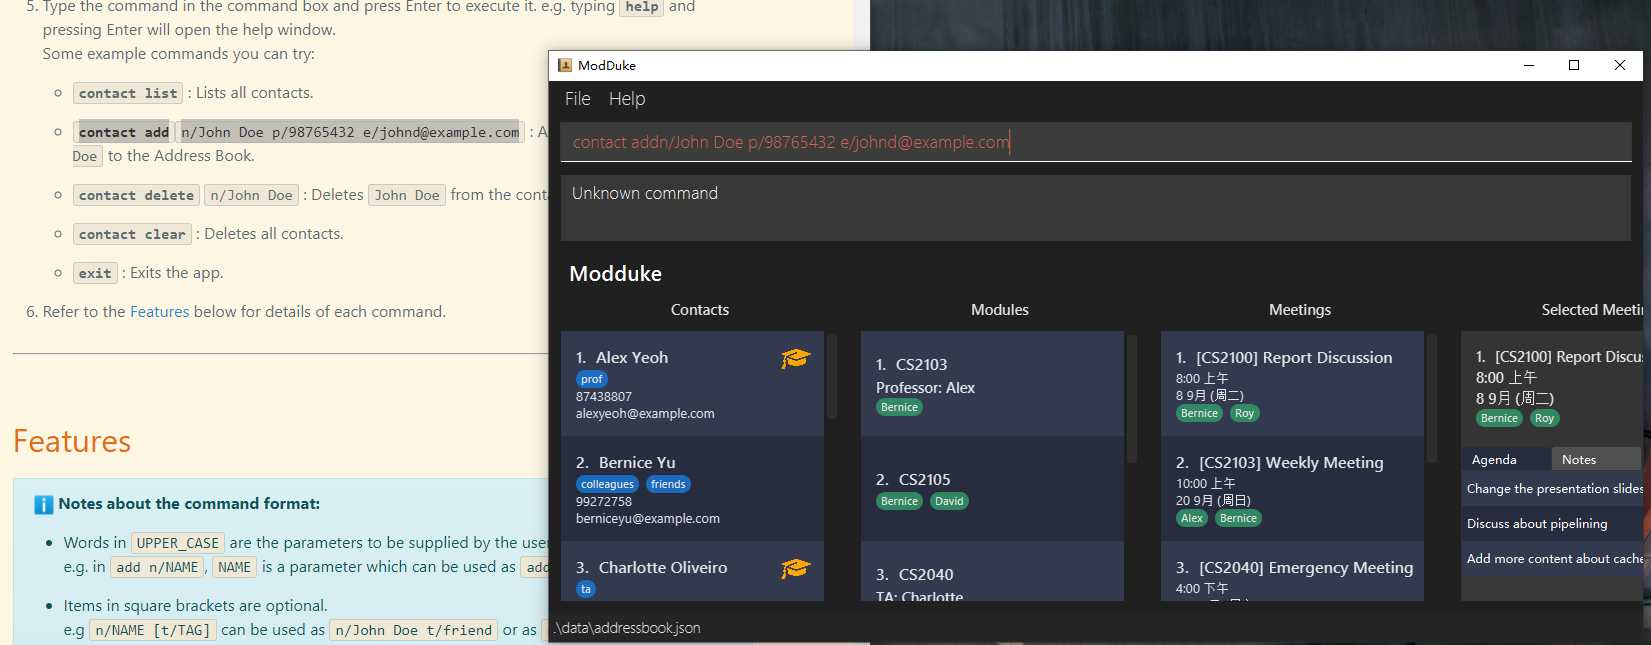 5. Type the command in the command box and press Enter to execute it. e.g. typing help and
pressing Enter will open the help window.
Some example commands you can try:
contact list : Lists all contacts.
contact add n/John Doe p/98765432 e/johnd@example.com : A
Doe to the Address Book.
contact delete n/John Doe : Deletes John Doe from the conta
contact clear : Deletes all contacts.
exit : Exits the app.
6. Refer to the Features below for details of each command.
Features
Notes about the command format:
Words in UPPER_CASE are the parameters to be supplied by the user
e.g. in add n/NAME, NAME is a parameter which can be used as add
Items in square brackets are optional.
e.g n/NAME [t/TAG] can be used as n/John Doe t/friend or as
ModDuke
File Help
contact addn/John Doe p/98765432 e/johnd@example.com
Unknown command
Modduke
Contacts
1. Alex Yeoh
prof
87438807
alexyeoh@example.com
2. Bernice Yu
colleagues friends
99272758
berniceyu@example.com
3. Charlotte Oliveiro
ta
Modules
1. CS2103
Professor: Alex
Bernice
2. CS2105
Bernice David
3. CS2040
TA: Charlotte
Meetings
1. [CS2100] Report Discussion
8:00 上午
8 9月 (周二)
Bernice Roy
2. [CS2103] Weekly Meeting
10:00 上午
20 9月 (周日)
Alex Bernice
3. [CS2040] Emergency Meeting
4:00 下午
Selected Meeti
1. [CS2100] Report Discu
8:00 上午
8 9月 (周二)
Bernice Roy
Agenda Notes
Change the presentation slides
Discuss about pipelining
Add more content about cache
.\data\addressbook.json